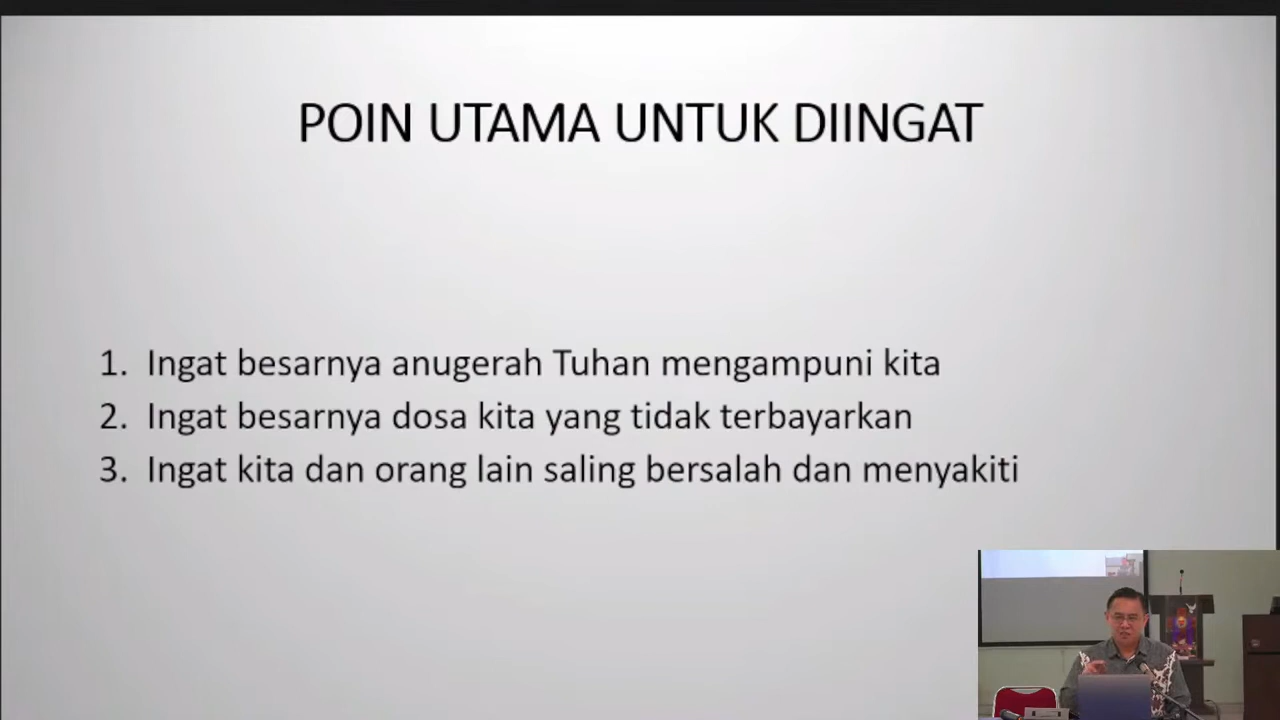 POIN UTAMA UNTUK DIINGAT
1. Ingat besarnya anugerah Tuhan mengampuni kita
2. Ingat besarnya dosa kita yang tidak terbayarkan
3. Ingat kita dan orang lain saling bersalah dan menyakiti